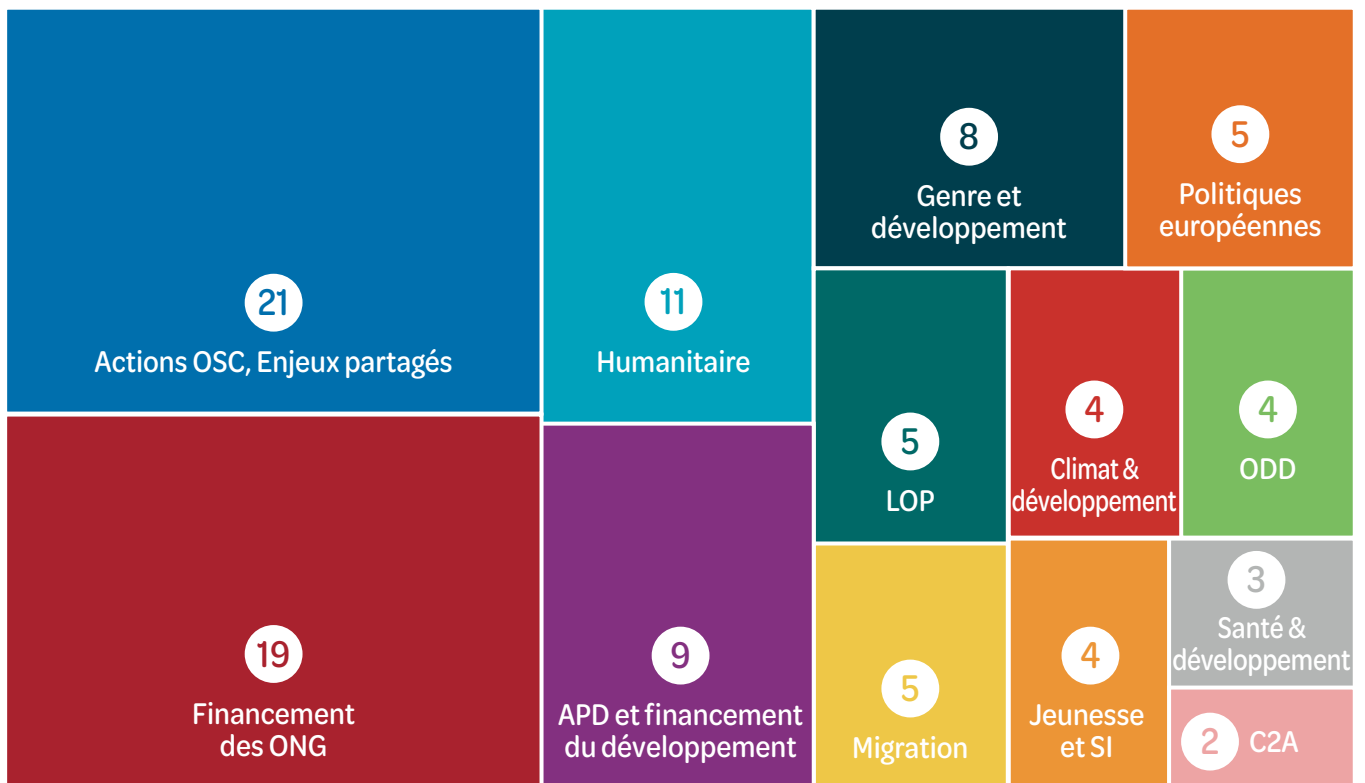 21
Actions OSC, Enjeux partagés
19
Financement
des ONG
11
Humanitaire
9
APD et financement
du développement
8
Genre et
développement
5
Politiques
européennes
5
LOP
4
Climat &
développement
4
ODD
5
Migration
4
Jeunesse
et SI
3
Santé &
développement
2 C2A